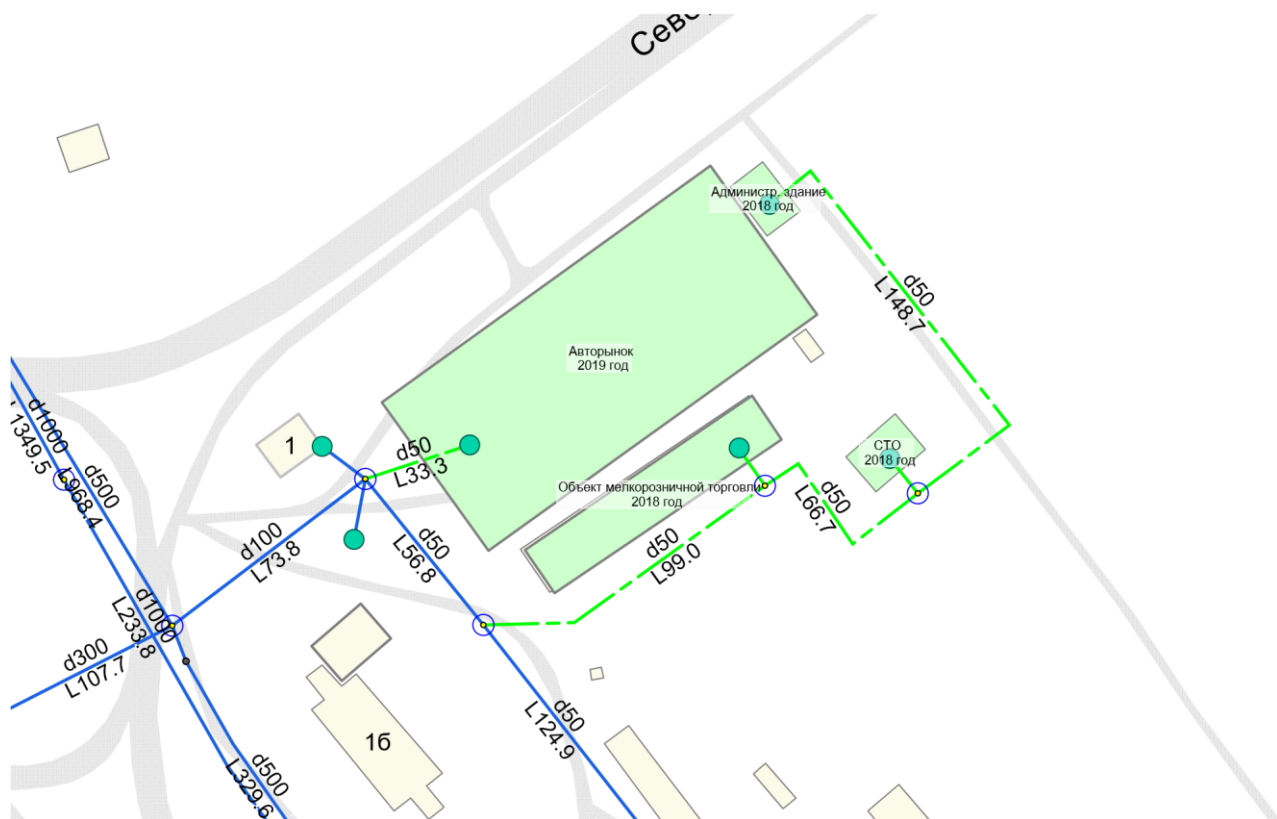 Севе
Администр. здание
2018 год
d50
L148.7
Авторынок
2019 год
d1000
L1349.5
L968.4
d500
1
d50
L33.3
СТО
2018 год
Объект мелкорозничной торговли
2018 год
d50
L66.7
d50
L99.0
d100
L73.8
d50
L56.8
d1000
L233.8
d300
L107.7
d50
L124.9
16
d500
L329.6